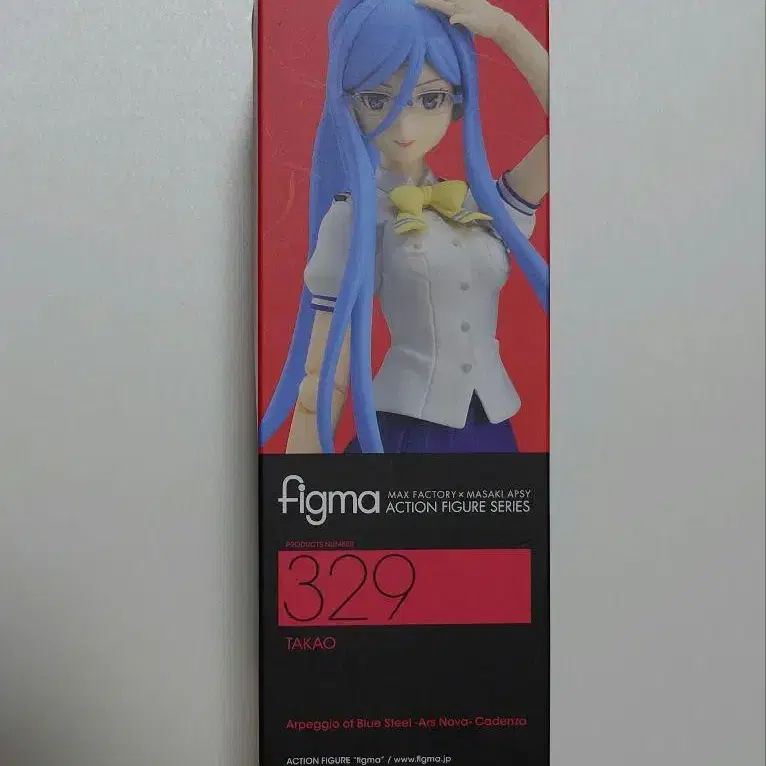 figma MAX FACTORY × MASAKI APSY
ACTION FIGURE SERIES
PRODUCTS NUMBER
329
TAKAO
Arpeggio of Blue Steel -Ars Nova- Cadenza
ACTION FIGURE "figma" / www.figma.jp